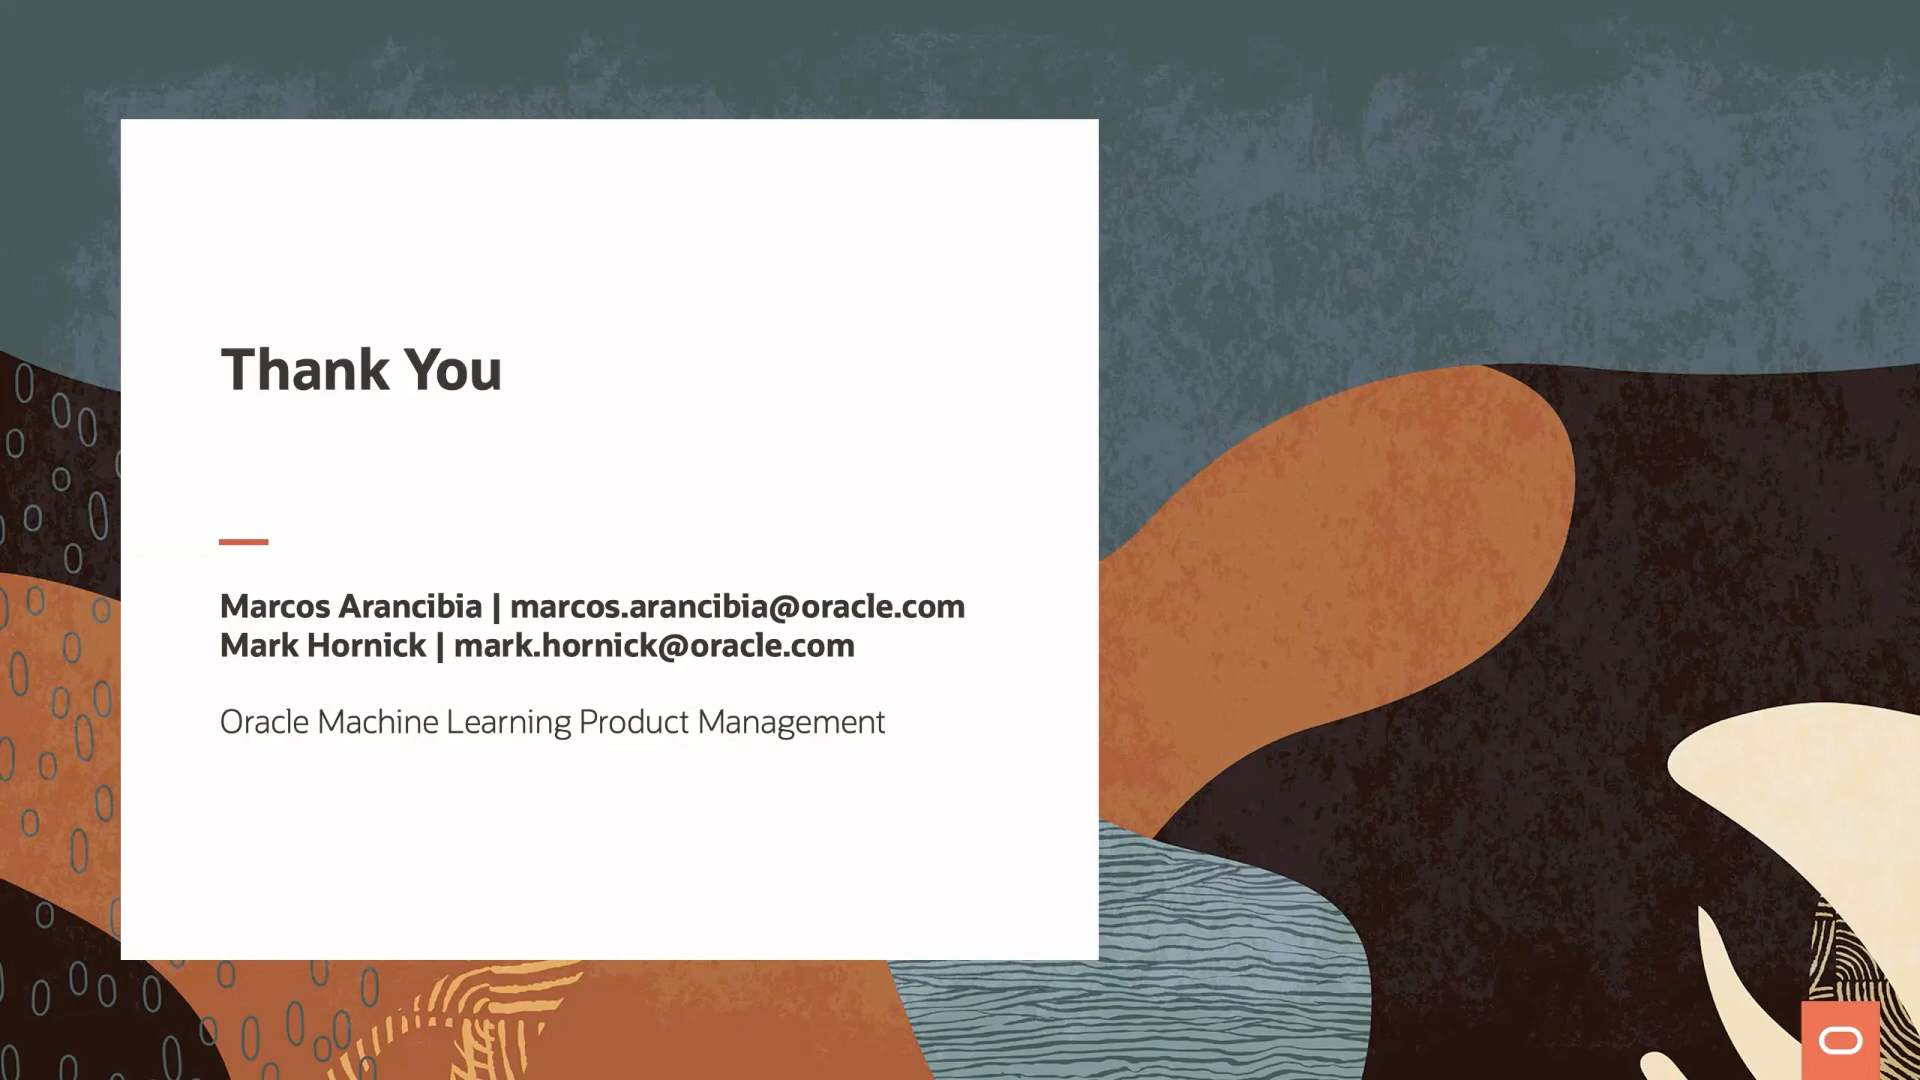 Thank You
Marcos Arancibia | marcos.arancibia@oracle.com
Mark Hornick | mark.hornick@oracle.com
Oracle Machine Learning Product Management